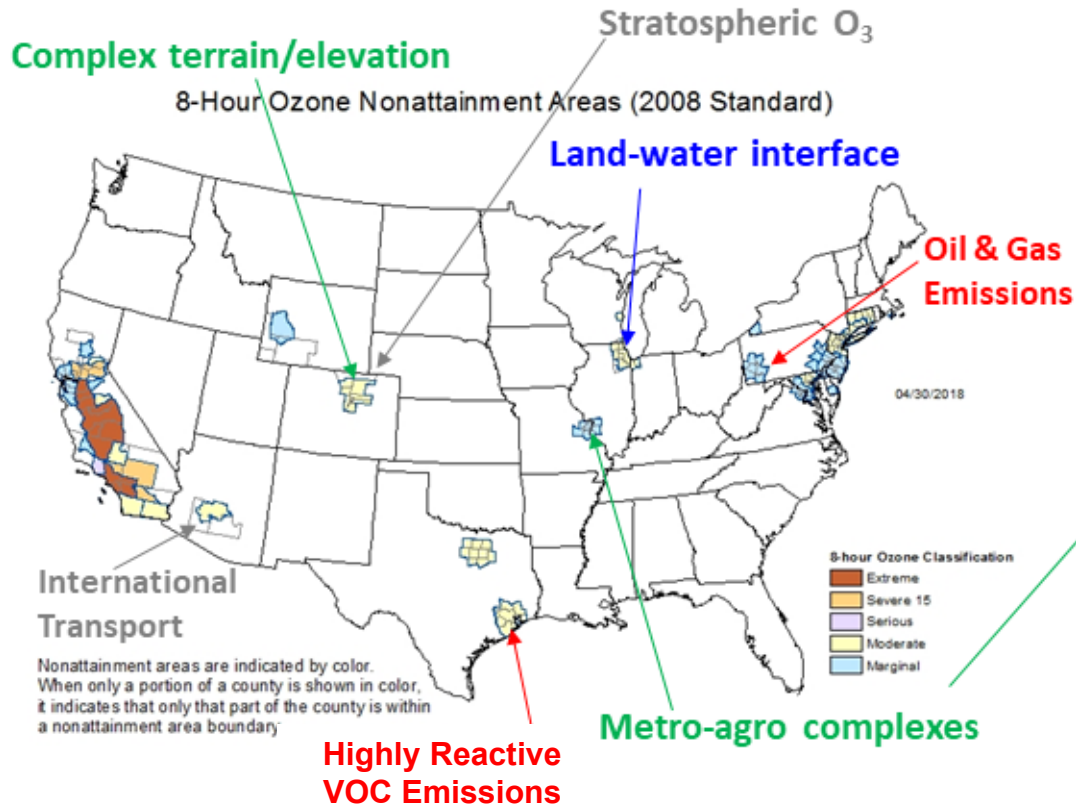 Stratospheric O₃
Complex terrain/elevation
8-Hour Ozone Nonattainment Areas (2008 Standard)
Land-water interface
Oil & Gas
Emissions
04/30/2018
International
Transport
8-hour Ozone Classification
Extreme
Severe 15
Serious
Moderate
Marginal
Nonattainment areas are indicated by color.
When only a portion of a county is shown in color,
it indicates that only that part of the county is within
a nonattainment area boundary
Metro-agro complexes
Highly Reactive
VOC Emissions